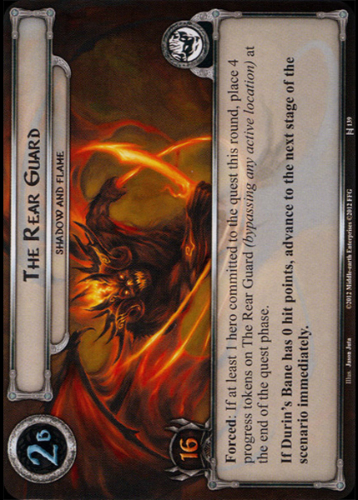 2B
THE REAR GUARD
SHADOW AND FLAME
16
Forced: If at least 1 hero committed to the quest this round, place 4
progress tokens on The Rear Guard (bypassing any active location) at
the end of the quest phase.
If Durin's Bane has 0 hit points, advance to the next stage of the
scenario immediately.
Illus. Jason Juta
©2012 Middle-earth Enterprises ©2012 FFG
139